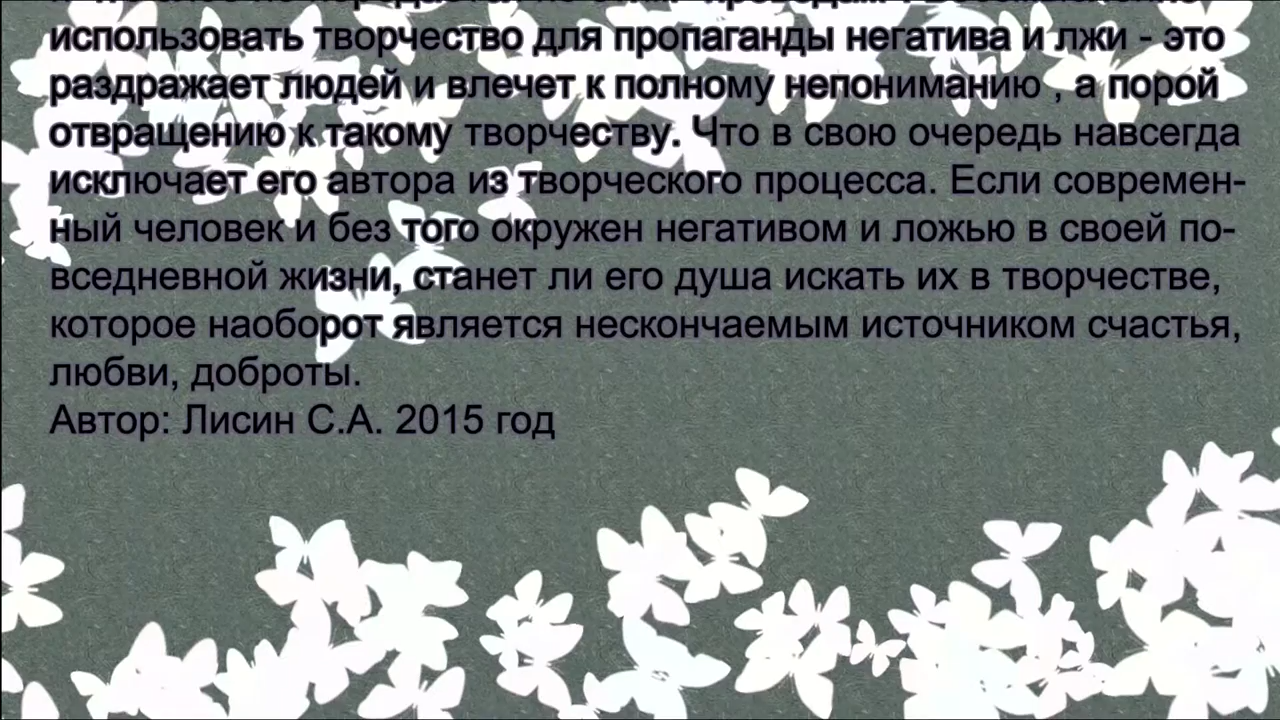 использовать творчество для пропаганды негатива и лжи - это
раздражает людей и влечет к полному непониманию , а порой
отвращению к такому творчеству. Что в свою очередь навсегда
исключает его автора из творческого процесса. Если современ-
ный человек и без того окружен негативом и ложью в своей по-
вседневной жизни, станет ли его душа искать их в творчестве,
которое наоборот является нескончаемым источником счастья,
любви, доброты.
Автор: Лисин С.А. 2015 год